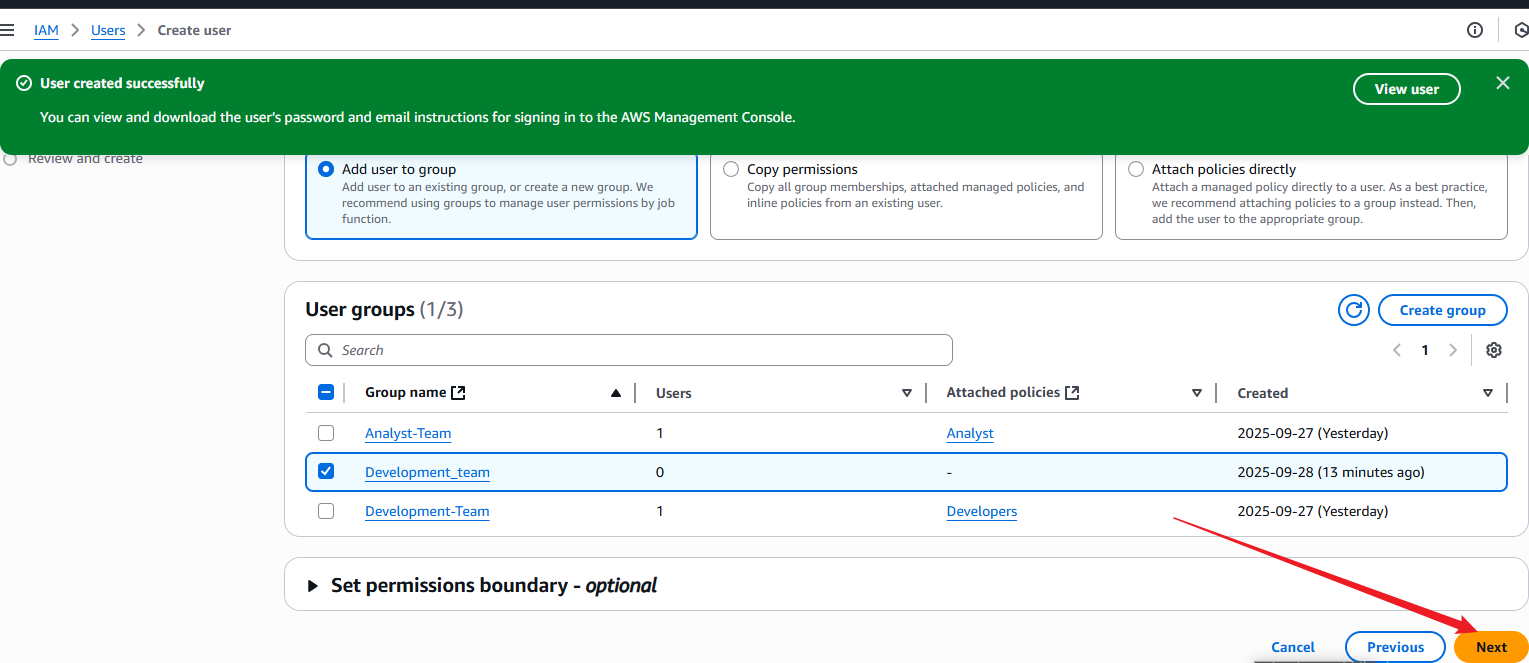 IAM > Users > Create user
User created successfully
View user
You can view and download the user's password and email instructions for signing in to the AWS Management Console.
Review and create
Add user to group
Add user to an existing group, or create a new group. We
recommend using groups to manage user permissions by job
function.
Copy permissions
Copy all group memberships, attached managed policies, and
inline policies from an existing user.
Attach policies directly
Attach a managed policy directly to a user. As a best practice,
we recommend attaching policies to a group instead. Then,
add the user to the appropriate group.
User groups (1/3)
Create group
Search
1
Group name Users Attached policies Created
Analyst-Team 1 Analyst 2025-09-27 (Yesterday)
Development_team 0 - 2025-09-28 (13 minutes ago)
Development-Team 1 Developers 2025-09-27 (Yesterday)
Set permissions boundary - optional
Cancel Previous Next